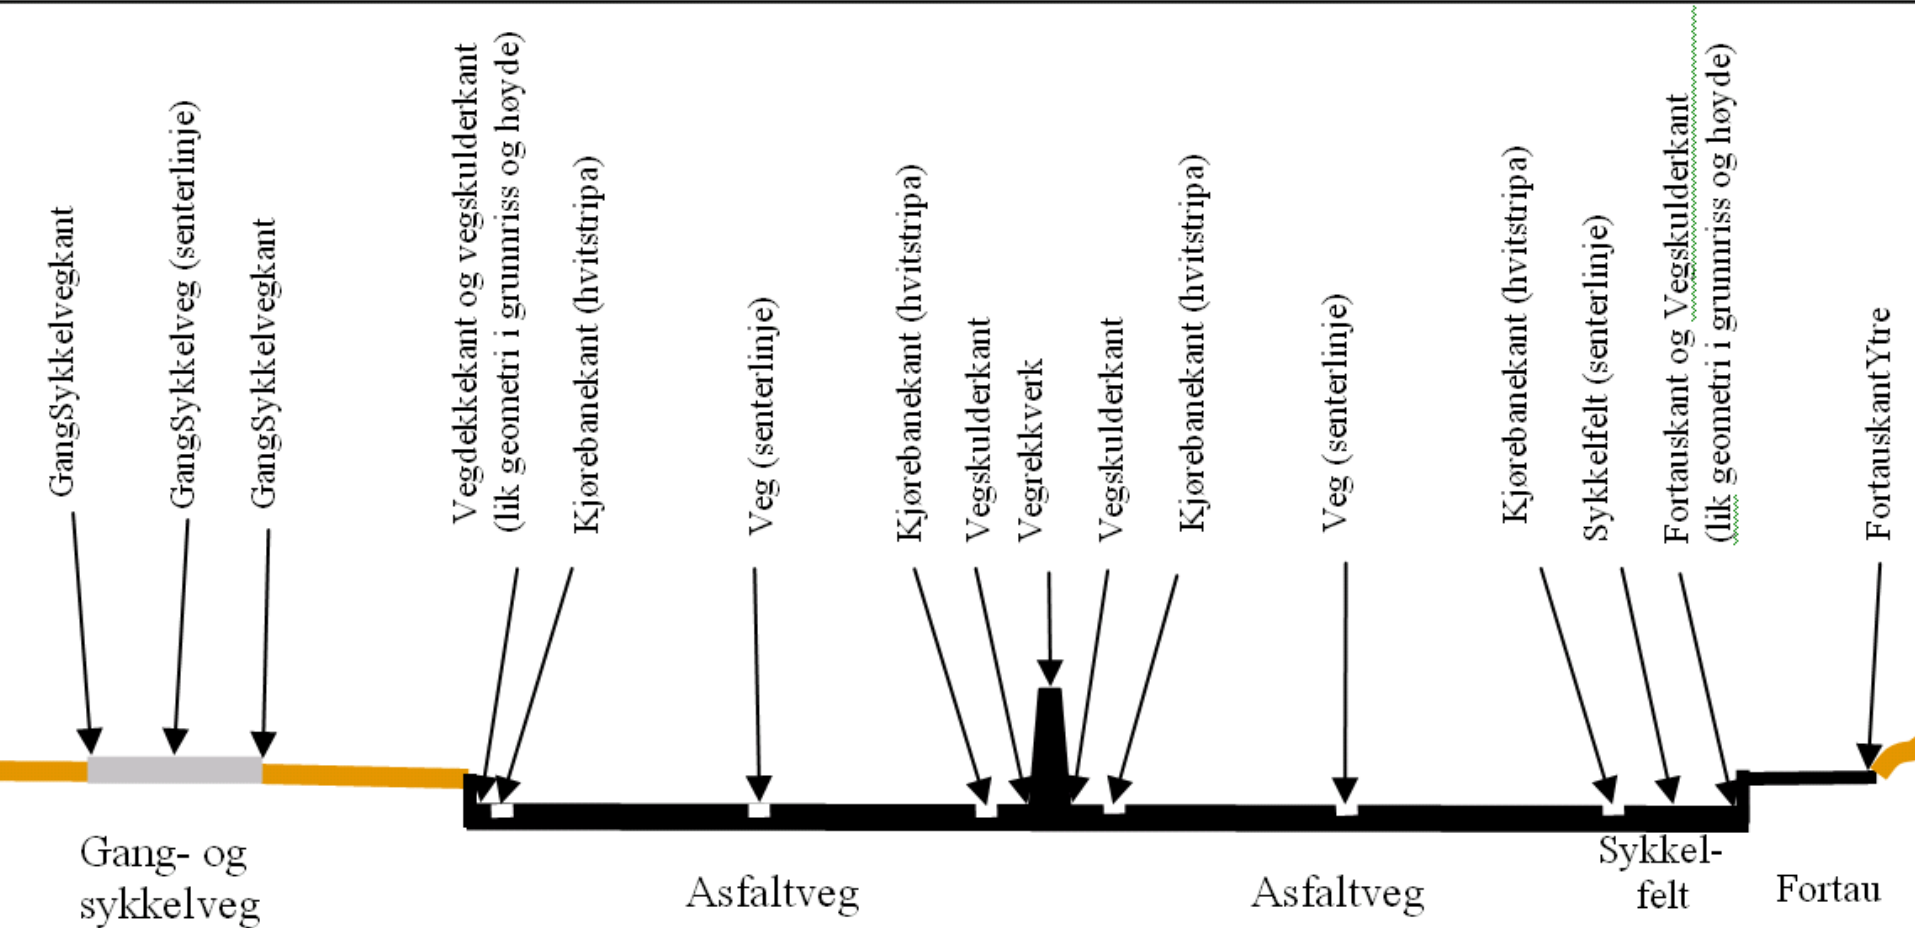 GangSykkelvegkant
GangSykkelveg (senterlinje)
GangSykkelvegkant
Vegdekkekant og vegskulderkant
(lik geometri i grunnriss og høyde)
Kjørebanekant (hvitstripa)
Veg (senterlinje)
Kjørebanekant (hvitstripa)
Vegskulderkant
Vegrekkverk
Vegskulderkant
Kjørebanekant (hvitstripa)
Veg (senterlinje)
Kjørebanekant (hvitstripa)
Sykkelfelt (senterlinje)
Fortauskant og Vegskulderkant
(lik geometri i grunnriss og høyde)
FortauskantYtre
Gang- og
sykkelveg
Asfaltveg
Asfaltveg
Sykkel-
felt
Fortau